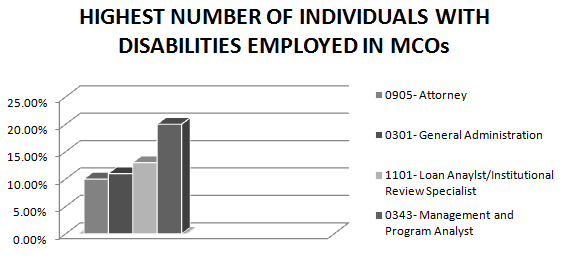 HIGHEST NUMBER OF INDIVIDUALS WITH
DISABILITIES EMPLOYED IN MCOs
25.00%
20.00%
15.00%
10.00%
5.00%
0.00%
0905- Attorney
0301- General Administration
1101- Loan Anaylst/Institutional
Review Specialist
0343- Management and
Program Analyst